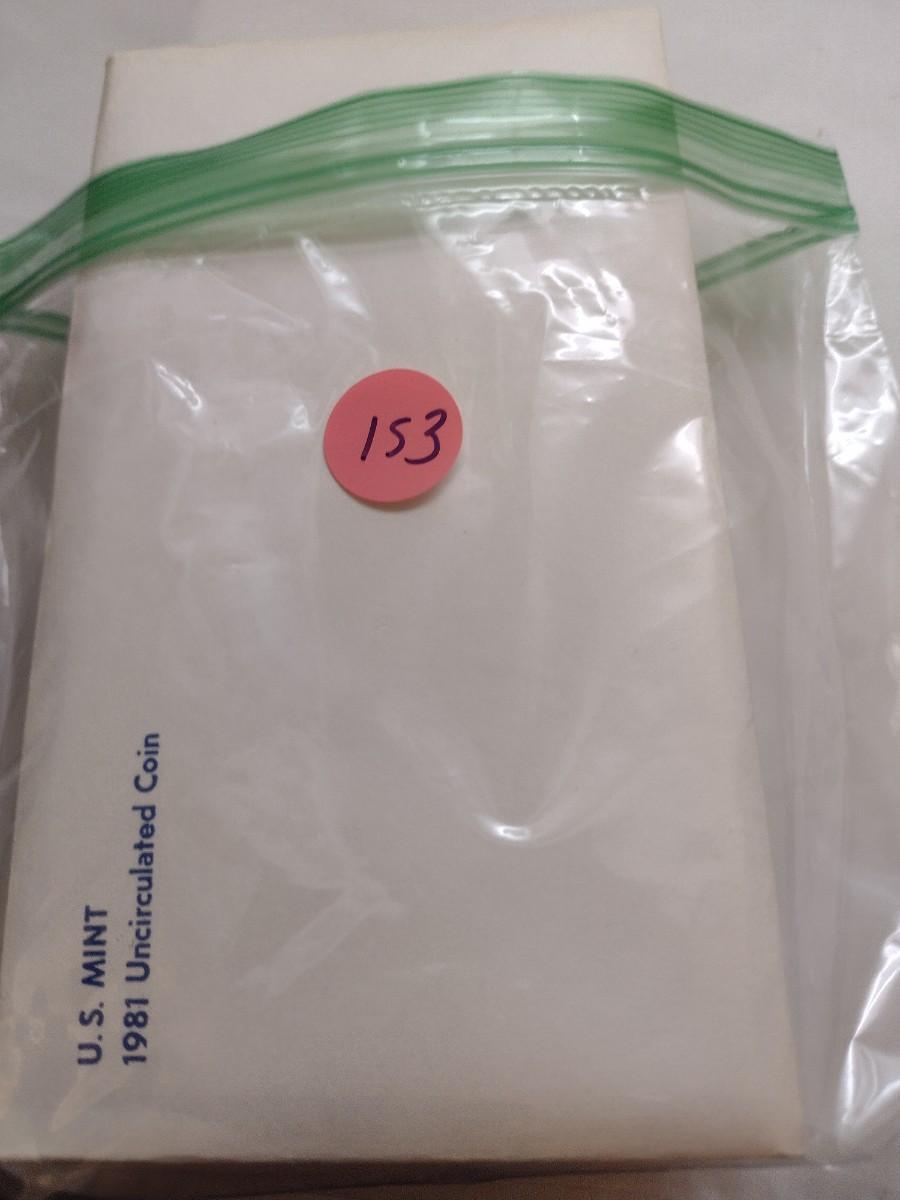 153
U.S. MINT
1981 Uncirculated Coin